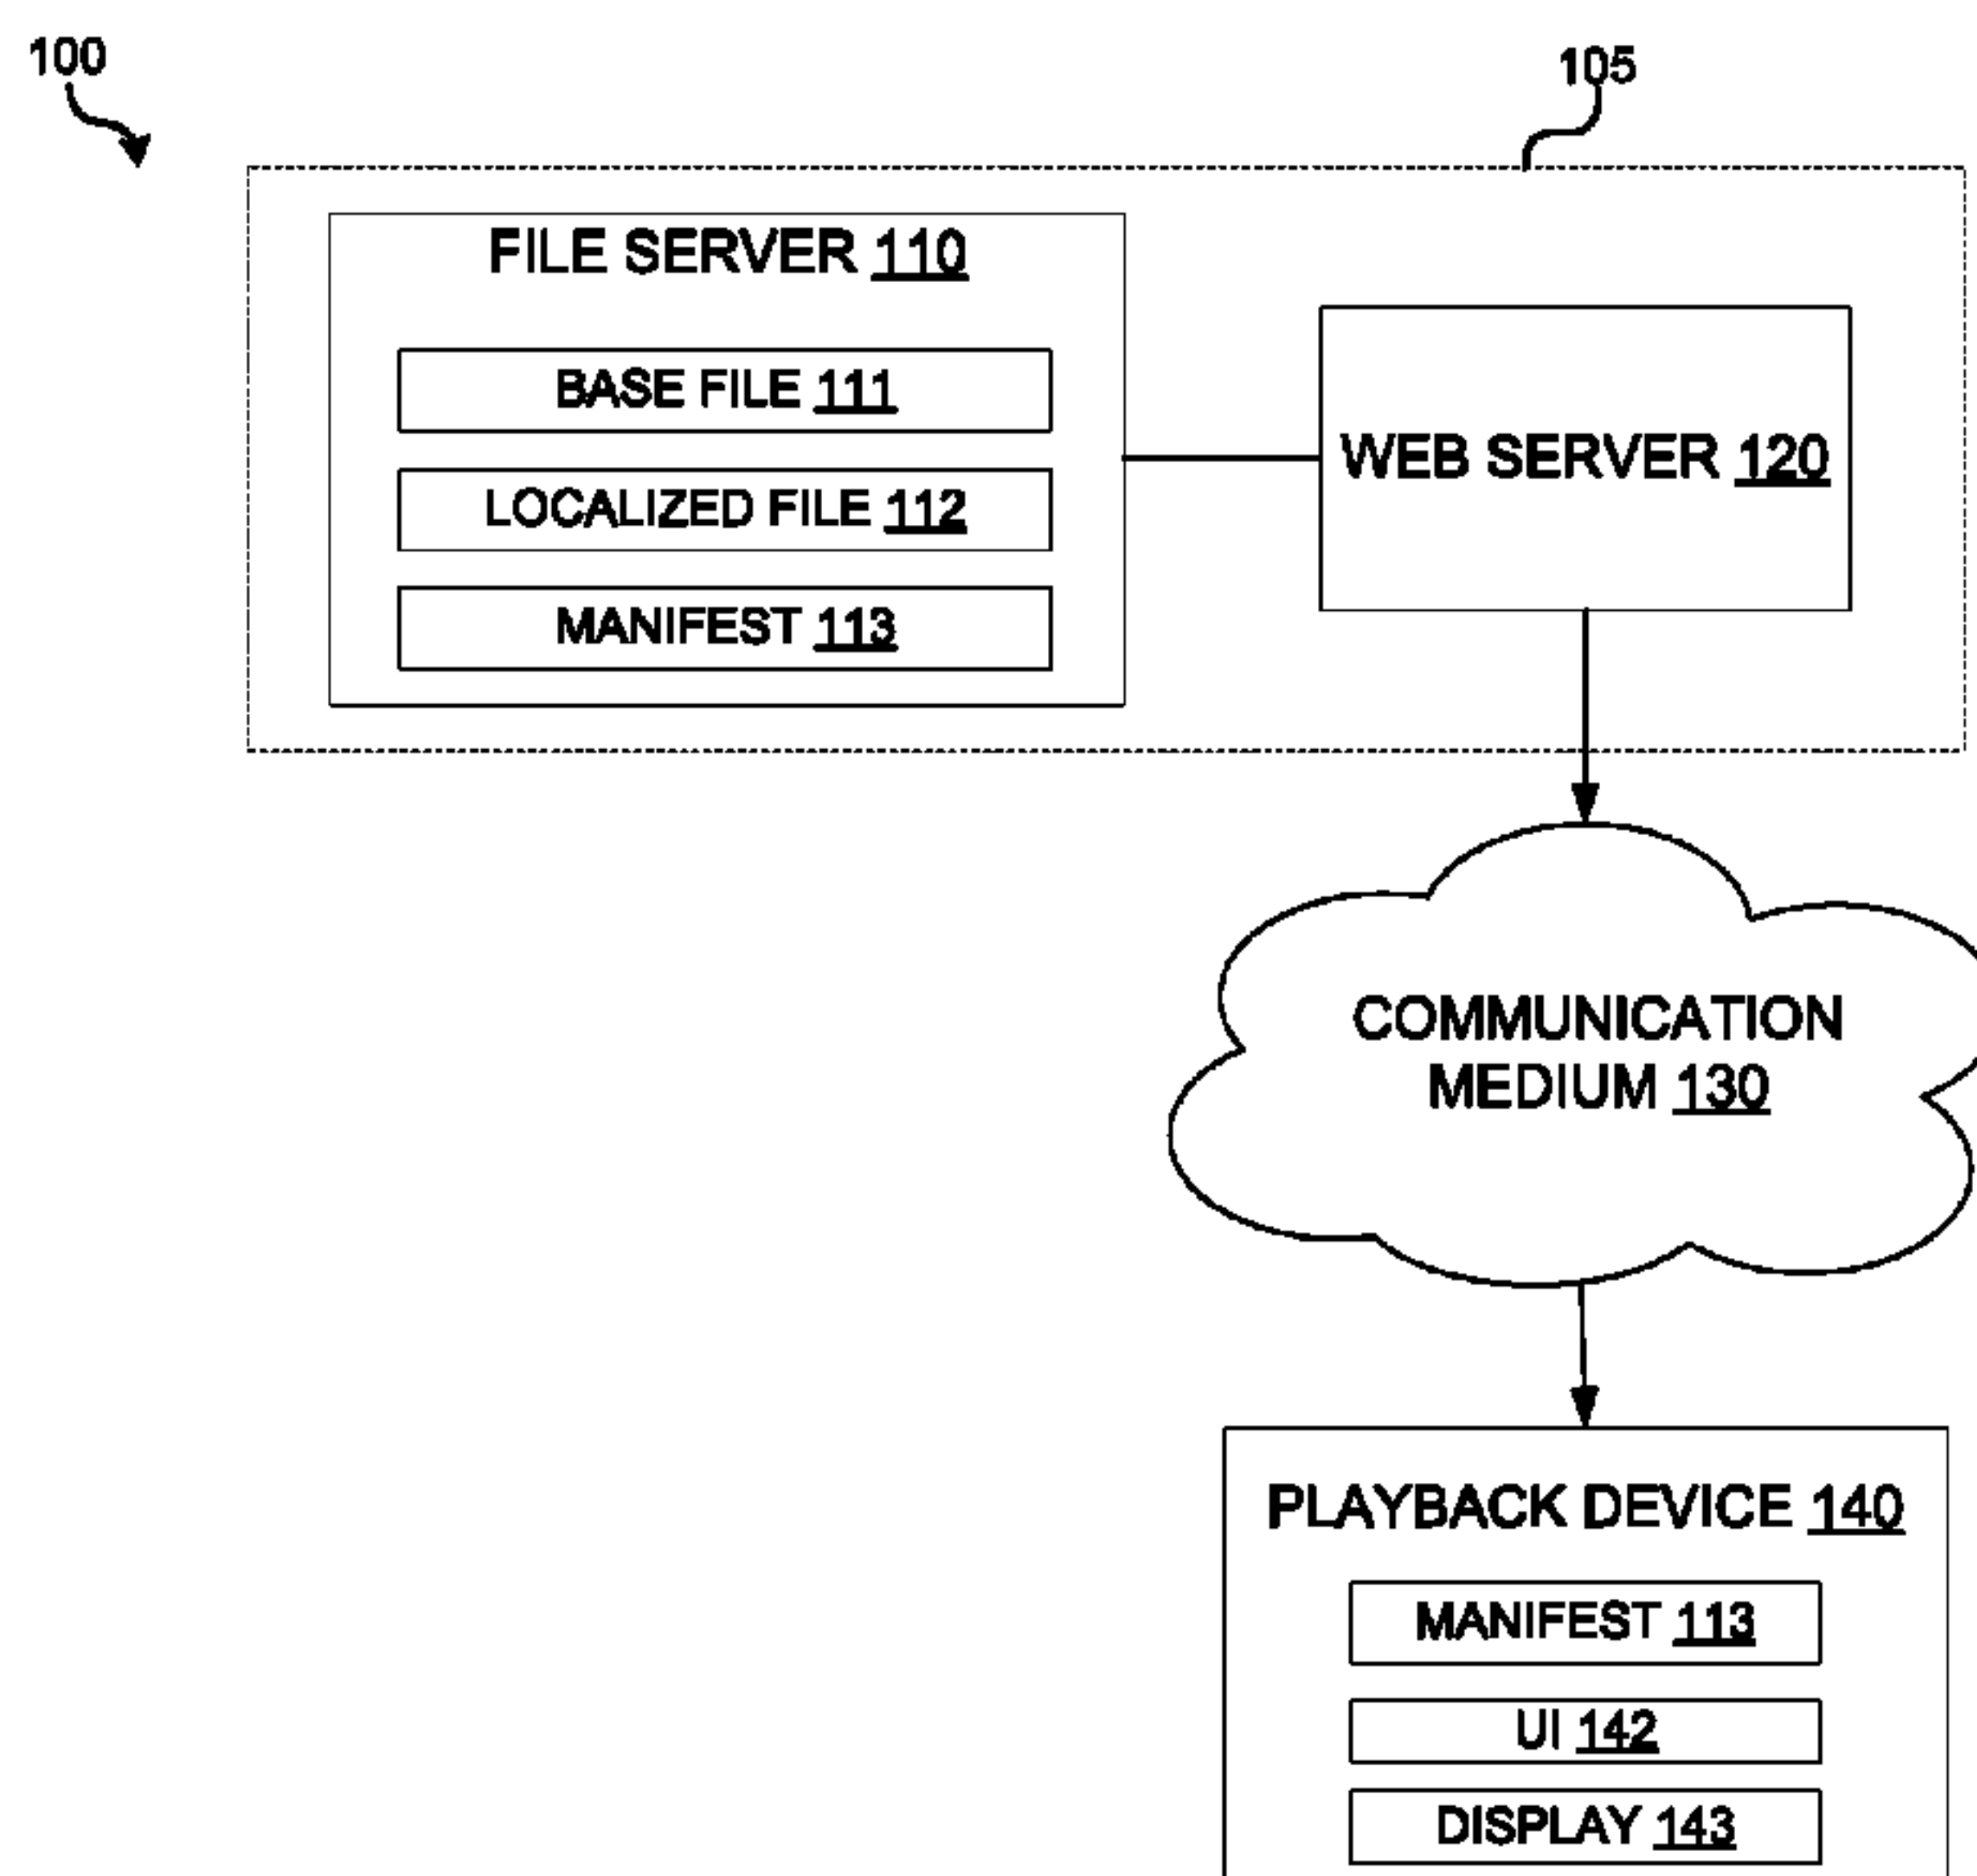 100
105
FILE SERVER 110
BASE FILE 111
LOCALIZED FILE 112
MANIFEST 113
WEB SERVER 120
COMMUNICATION
MEDIUM 130
PLAYBACK DEVICE 140
MANIFEST 113
UI 142
DISPLAY 143